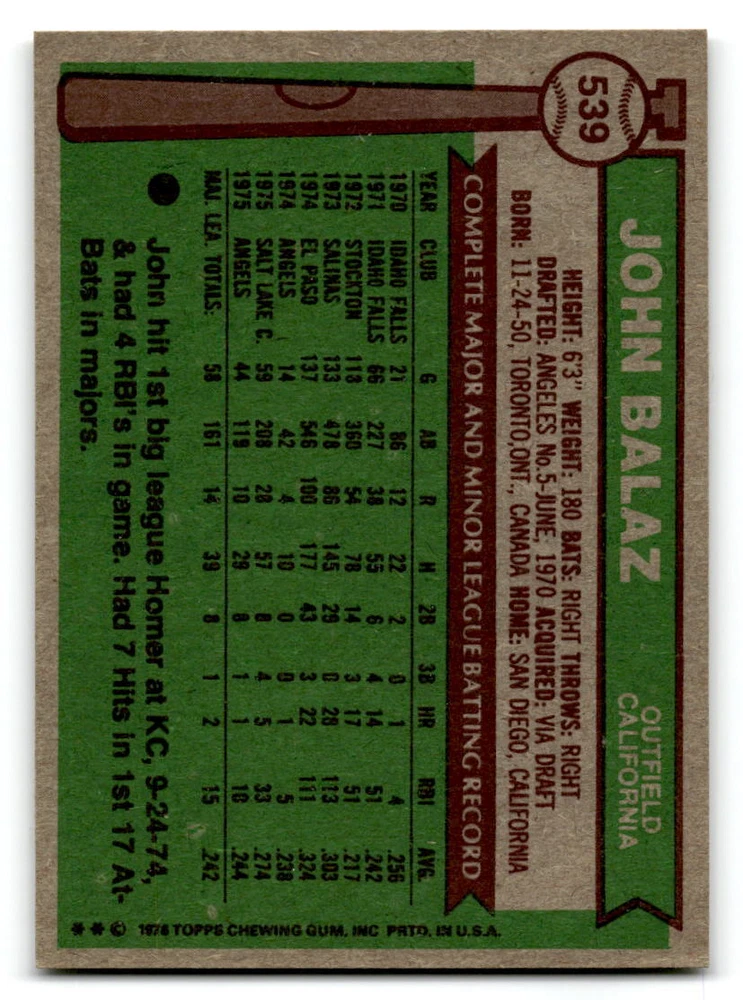 539
JOHN BALAZ
OUTFIELD
CALIFORNIA
HEIGHT: 6'3" WEIGHT: 180 BATS: RIGHT THROWS: RIGHT
DRAFTED: ANGELES No.5-JUNE, 1970 ACQUIRED: VIA DRAFT
BORN: 11-24-50, TORONTO,ONT., CANADA HOME: SAN DIEGO, CALIFORNIA
COMPLETE MAJOR AND MINOR LEAGUE BATTING RECORD
YEAR CLUB G AB R H 2B 3B HR RBI AVG.
1970 IDAHO FALLS 21 86 12 22 2 0 1 4 .256
1971 IDAHO FALLS 66 227 38 55 6 4 14 51 .242
1972 STOCKTON 118 360 54 78 14 3 17 51 .217
1973 SALINAS 133 478 86 145 29 0 28 113 .303
1974 EL PASO 137 546 100 177 43 3 22 111 .324
1974 ANGELS 14 42 4 10 0 0 1 5 .238
1975 SALT LAKE C. 59 208 28 57 8 4 5 33 .274
1975 ANGELS 44 119 10 29 8 1 1 10 .244
MAJ. LEA. TOTALS: 58 161 14 39 8 1 2 15 .242
John hit 1st big league Homer at KC, 9-24-74,
& had 4 RBI's in game. Had 7 Hits in 1st 17 At-
Bats in majors.
** © 1976 TOPPS CHEWING GUM, INC PRTD. IN U.S.A.